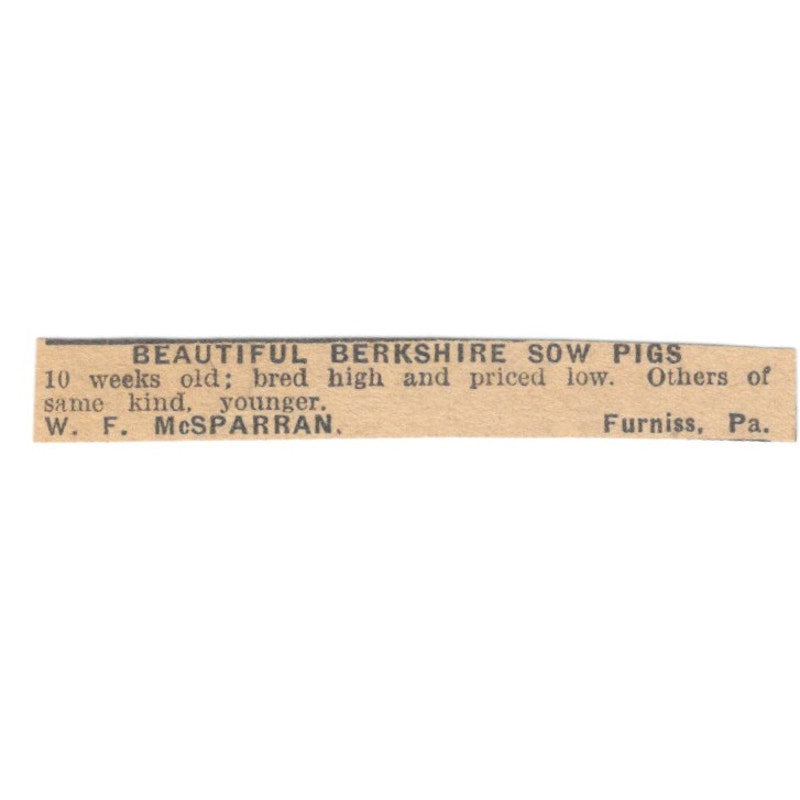 BEAUTIFUL BERKSHIRE SOW PIGS
10 weeks old; bred high and priced low. Others of
same kind, younger.
W. F. McSPARRAN. Furniss, Pa.